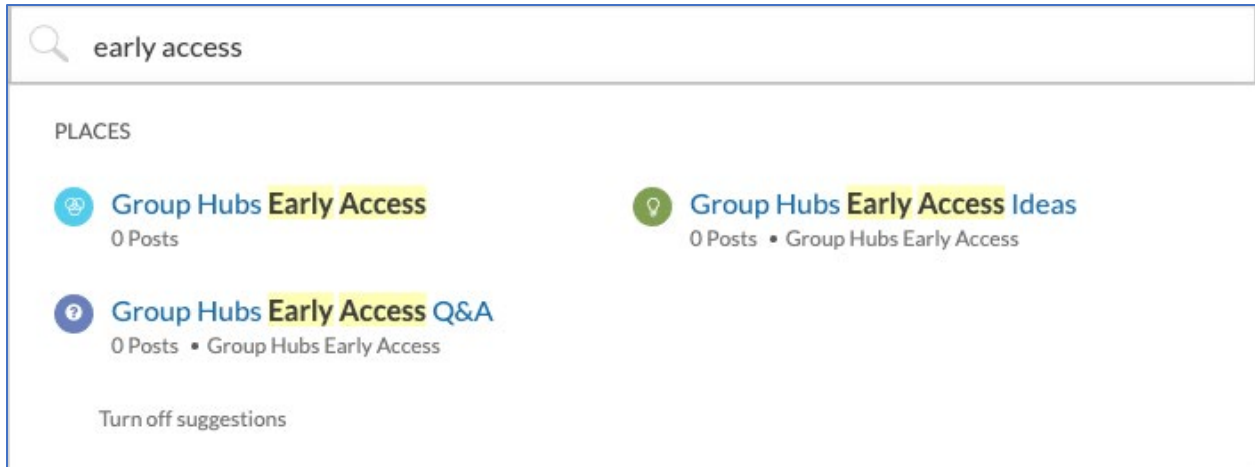 early access
PLACES
Group Hubs Early Access
0 Posts
Group Hubs Early Access Ideas
0 Posts • Group Hubs Early Access
Group Hubs Early Access Q&A
0 Posts • Group Hubs Early Access
Turn off suggestions